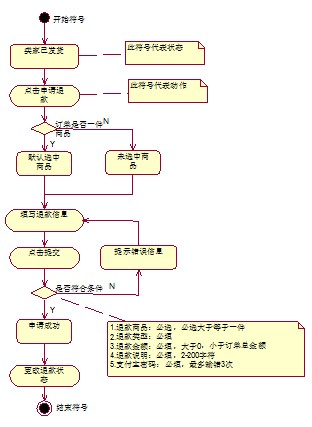 开始符号
卖家已发货
此符号代表状态
点击申请退
款
此符号代表动作
订单是否一件 N
商品
Y
默认选中
商品
未选中商
品
填写退款信息
点击提交
提示错误信息
是否符合条件 N
Y
申请成功
1.退款商品：必选，必选大于等于一件
2.退款类型：必须
3.退款金额：必须，大于0，小于订单总金额
4.退款说明：必须，2-200字符
5.支付宝密码：必须，最多输错3次
更改退款状
态
结束符号